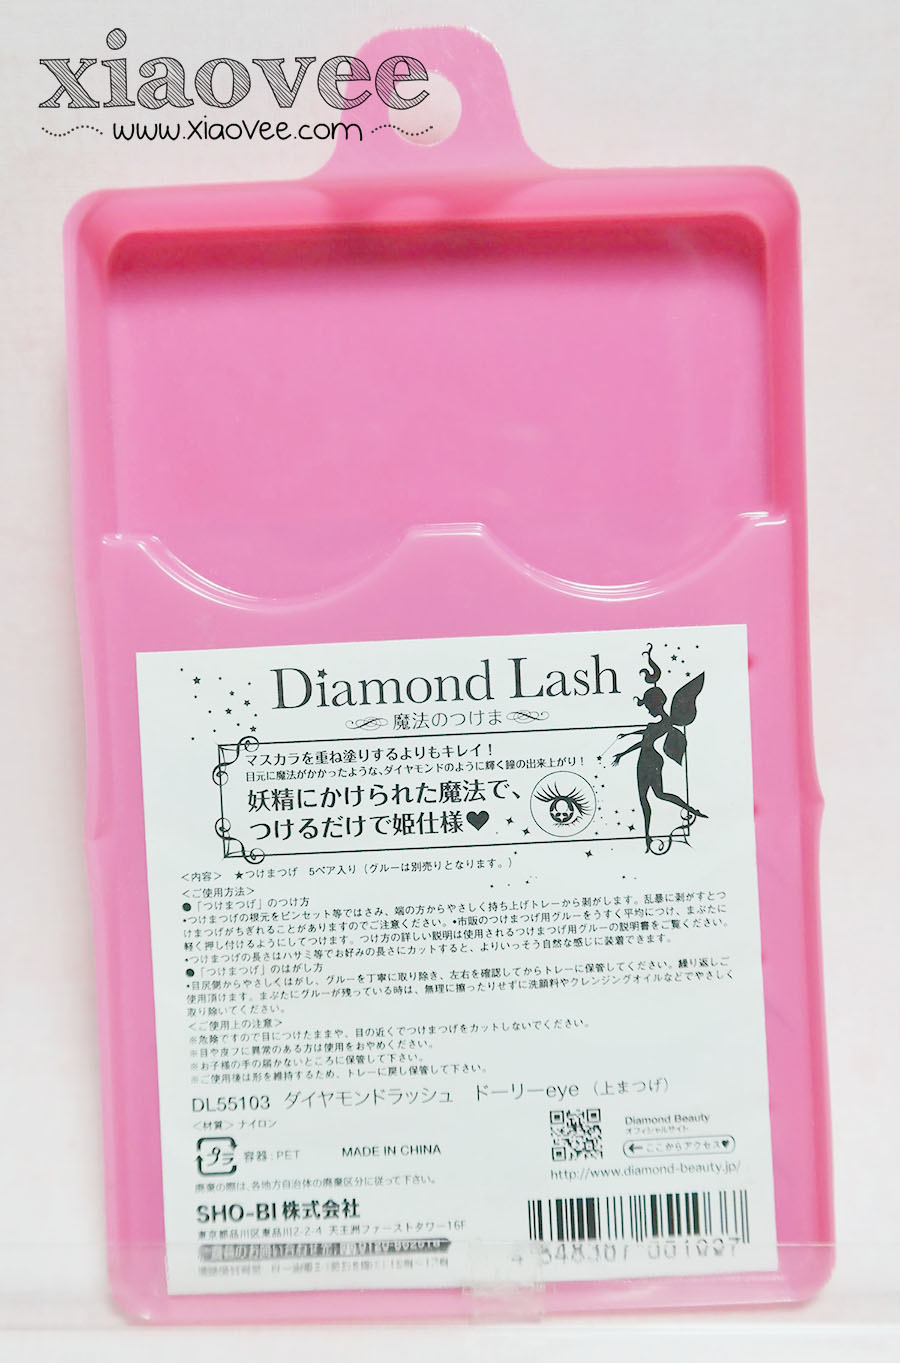 xiaovee
www.xiaovee.com
Diamond Lash
魔法のつけま
マスカラを重ね塗りするよりもキレイ！
目元に魔法がかかったような、ダイヤモンドのように輝く瞳の出来上がり！
妖精にかけられた魔法で、
つけるだけで姫仕様♥
＜内容＞ ★つけまつげ 5ペア入り（グルーは別売りとなります。）
＜ご使用方法＞
●「つけまつげ」のつけ方
•つけまつげの根元をピンセット等ではさみ、端の方からやさしく持ち上げトレーから剥がします。乱暴に剥がすとつ
けまつげがちぎれることがありますのでご注意ください。•市販のつけまつげ用グルーをうすく平均につけ、まぶたに
軽く押し付けるようにしてつけます。つけ方の詳しい説明は使用されるつけまつげ用グルーの説明書をご覧ください。
•つけまつげの長さはハサミ等でお好みの長さにカットすると、よりいっそう自然な感じに装着できます。
●「つけまつげ」のはがし方
•目尻側からやさしくはがし、グルーを丁寧に取り除き、左右を確認してからトレーに保管してください。繰り返しご
使用頂けます。まぶたにグルーが残っている時は、無理に擦ったりせずに洗顔料やクレンジングオイルなどでやさしく
取り除いてください。
＜ご使用上の注意＞
※危険ですので目につけたままや、目の近くでつけまつげをカットしないでください。
※目や皮フに異常のある方は使用をおやめください。
※お子様の手の届かないところに保管して下さい。
※ご使用後は形を維持するため、トレーに戻し保管して下さい。
DL55103 ダイヤモンドラッシュ ドーリーeye（上まつげ）
＜材質＞ナイロン
プラ 容器：PET MADE IN CHINA
Diamond Beauty
オフィシャルサイト
ここからアクセス♥
http://www.diamond-beauty.jp/
廃棄の際は、各地方自治体の廃棄区分に従って下さい。
SHO-BI株式会社
東京都品川区東品川2-2-4 天王洲ファーストタワー16F